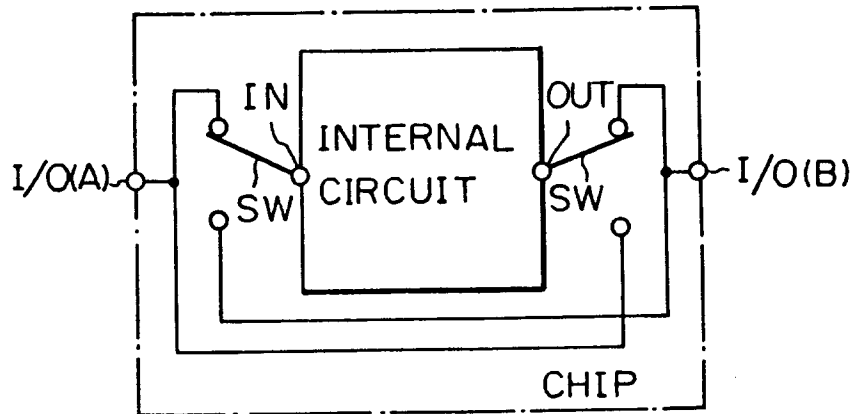 IN
OUT
INTERNAL
CIRCUIT
I/O(A)
SW
SW
I/O(B)
CHIP